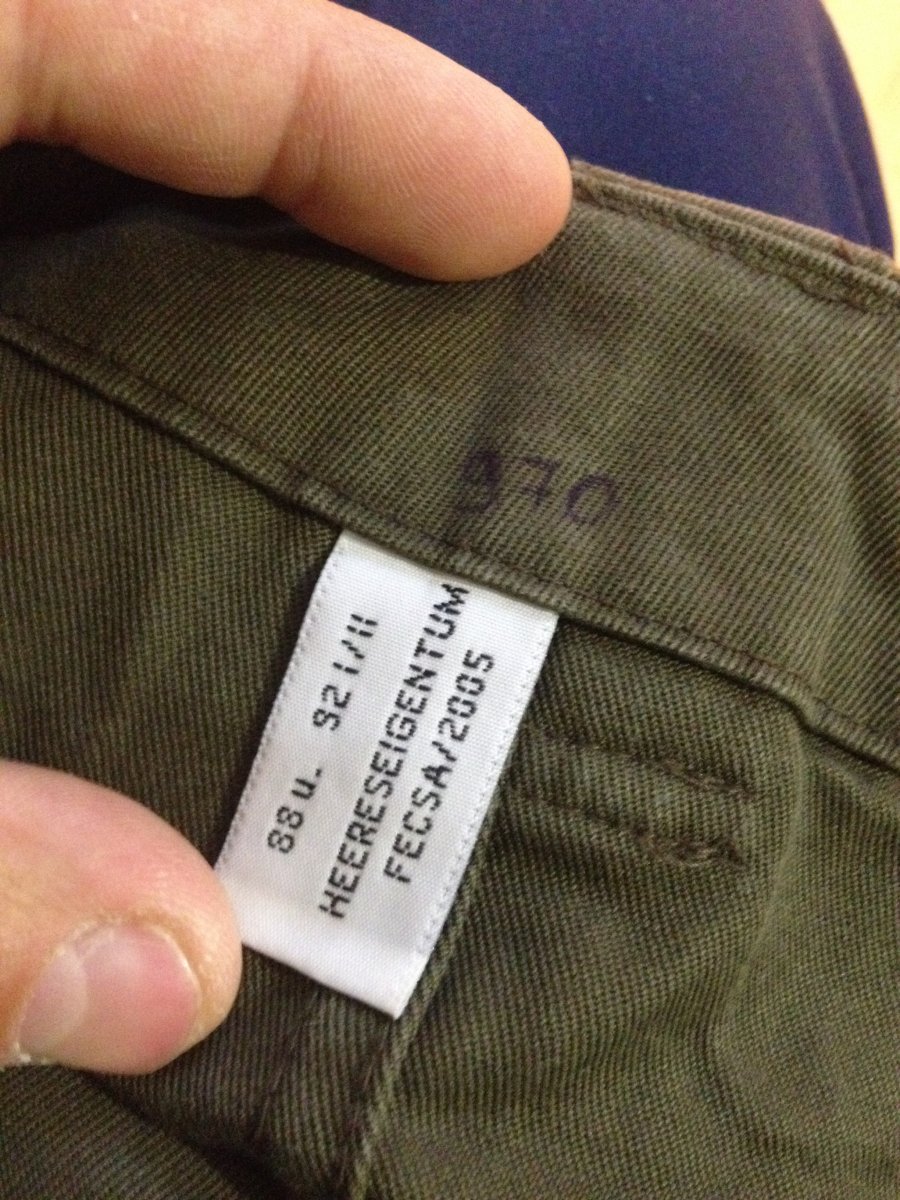 970
88 u. 92 I/II
HEERESEIGENTUM
FECSA/2005